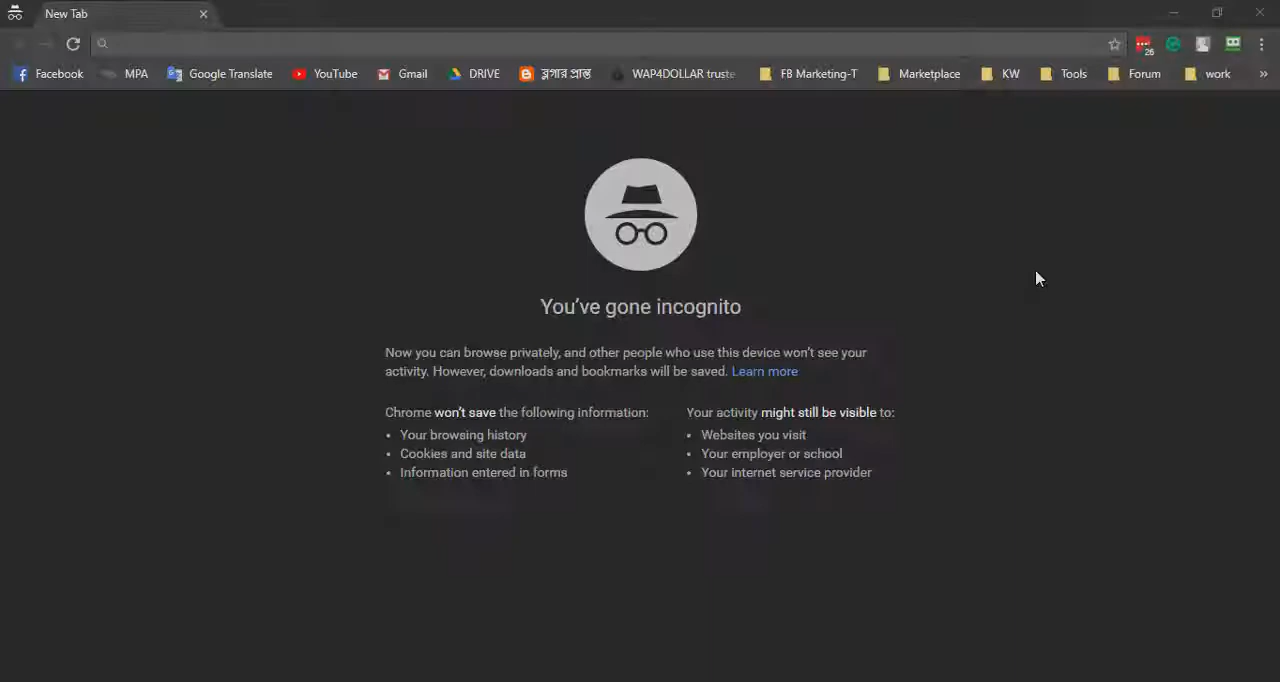 New Tab
26
Facebook MPA Google Translate YouTube Gmail DRIVE ব্লগার প্রান্ত WAP4DOLLAR truste FB Marketing-T Marketplace KW Tools Forum work »
You've gone incognito
Now you can browse privately, and other people who use this device won't see your
activity. However, downloads and bookmarks will be saved. Learn more
Chrome won't save the following information:
• Your browsing history
• Cookies and site data
• Information entered in forms
Your activity might still be visible to:
• Websites you visit
• Your employer or school
• Your internet service provider